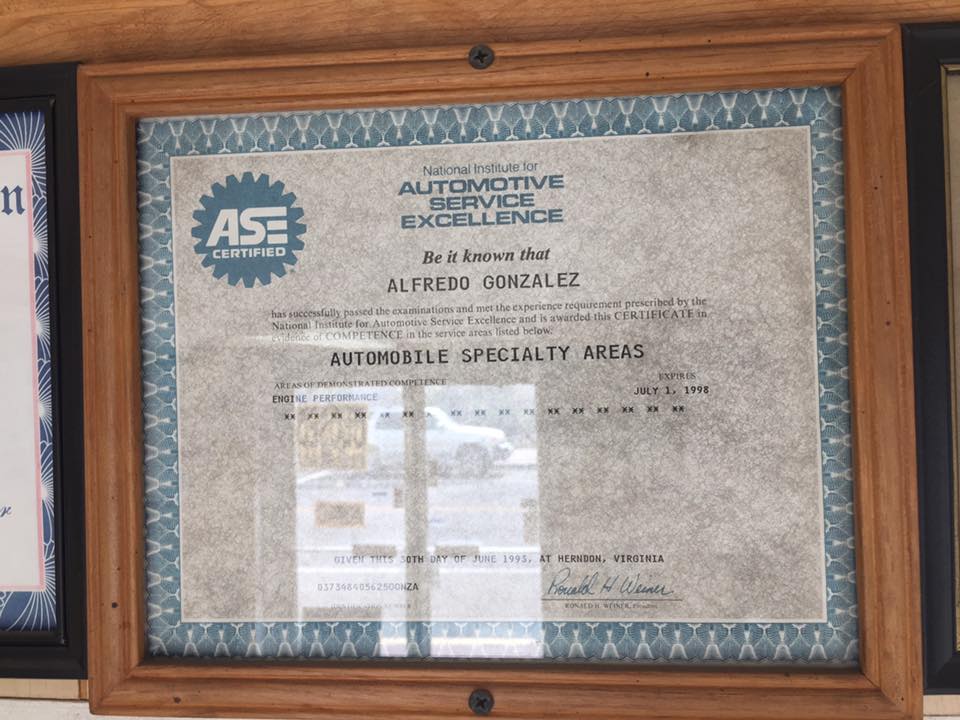 n
ASE
CERTIFIED
National Institute for
AUTOMOTIVE
SERVICE
EXCELLENCE
Be it known that
ALFREDO GONZALEZ
has successfully passed the examinations and met the experience requirement prescribed by the
National Institute for Automotive Service Excellence and is awarded this CERTIFICATE in
evidence of COMPETENCE in the service areas listed below.
AUTOMOBILE SPECIALTY AREAS
AREAS OF DEMONSTRATED COMPETENCE
EXPIRES
ENGINE PERFORMANCE
JULY 1, 1998
** ** ** ** ** ** * ** ** ** ** ** ** ** ** ** **
GIVEN THIS 30TH DAY OF JUNE 1993, AT HERNDON, VIRGINIA
Ronald H Weiner
RONALD H. WEINER, President